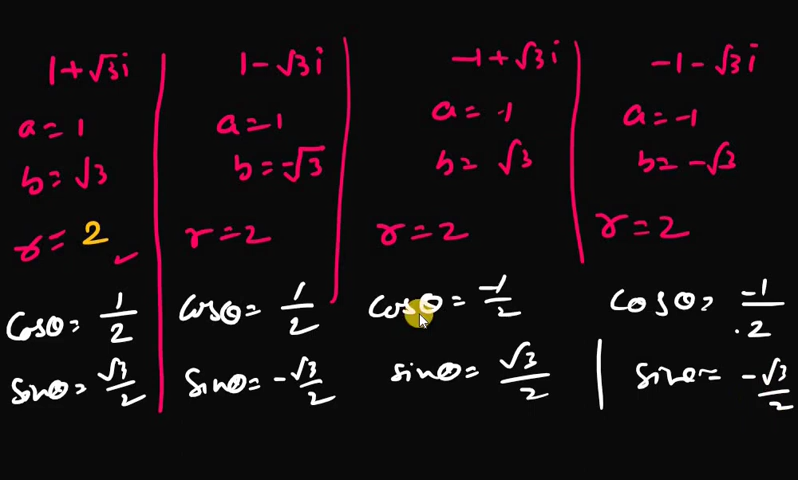 1+√3i
a=1
b=√3
r=2
cosθ=1/2
sinθ=√3/2
1-√3i
a=1
b=-√3
r=2
cosθ=1/2
sinθ=-√3/2
-1+√3i
a=-1
b=√3
r=2
cosθ=-1/2
sinθ=√3/2
-1-√3i
a=-1
b=-√3
r=2
cosθ=-1/2
sinθ=-√3/2